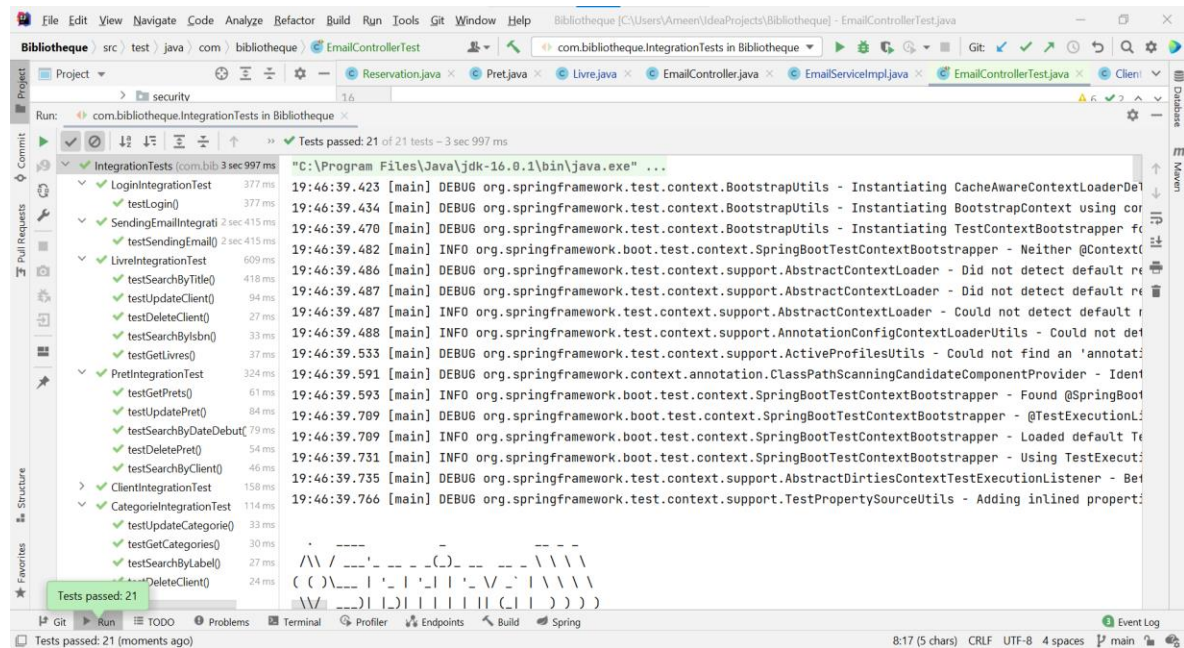 File Edit View Navigate Code Analyze Refactor Build Run Tools Git Window Help Bibliotheque [C:\Users\Ameen\IdeaProjects\Bibliotheque] - EmailControllerTest.java
Bibliotheque src test java com bibliotheque EmailControllerTest com.bibliotheque.IntegrationTests in Bibliotheque Git:
Project Reservation.java Pret.java Livre.java EmailController.java EmailServiceImpl.java EmailControllerTest.java Client
security 16 6 2
Run: com.bibliotheque.IntegrationTests in Bibliotheque
Tests passed: 21 of 21 tests – 3 sec 997 ms
IntegrationTests (com.bib 3 sec 997 ms "C:\Program Files\Java\jdk-16.0.1\bin\java.exe" ...
LoginIntegrationTest 377 ms 19:46:39.423 [main] DEBUG org.springframework.test.context.BootstrapUtils - Instantiating CacheAwareContextLoaderDel
testLogin() 377 ms 19:46:39.434 [main] DEBUG org.springframework.test.context.BootstrapUtils - Instantiating BootstrapContext using con
SendingEmailIntegrati 2 sec 415 ms 19:46:39.470 [main] DEBUG org.springframework.test.context.BootstrapUtils - Instantiating TestContextBootstrapper fo
testSendingEmail() 2 sec 415 ms 19:46:39.482 [main] INFO org.springframework.boot.test.context.SpringBootTestContextBootstrapper - Neither @ContextC
LivreIntegrationTest 609 ms 19:46:39.486 [main] DEBUG org.springframework.test.context.support.AbstractContextLoader - Did not detect default re
testSearchByTitle() 418 ms 19:46:39.487 [main] DEBUG org.springframework.test.context.support.AbstractContextLoader - Did not detect default re
testUpdateClient() 94 ms 19:46:39.487 [main] INFO org.springframework.test.context.support.AbstractContextLoader - Could not detect default r
testDeleteClient() 27 ms 19:46:39.488 [main] INFO org.springframework.test.context.support.AnnotationConfigContextLoaderUtils - Could not det
testSearchByIsbn() 33 ms 19:46:39.533 [main] DEBUG org.springframework.test.context.support.ActiveProfilesUtils - Could not find an 'annotati
testGetLivres() 37 ms 19:46:39.591 [main] DEBUG org.springframework.context.annotation.ClassPathScanningCandidateComponentProvider - Ident
PretIntegrationTest 324 ms 19:46:39.593 [main] INFO org.springframework.boot.test.context.SpringBootTestContextBootstrapper - Found @SpringBoot
testGetPrets() 61 ms 19:46:39.709 [main] DEBUG org.springframework.boot.test.context.SpringBootTestContextBootstrapper - @TestExecutionLi
testUpdatePret() 84 ms 19:46:39.709 [main] INFO org.springframework.boot.test.context.SpringBootTestContextBootstrapper - Loaded default Te
testSearchByDateDebut( 79 ms 19:46:39.731 [main] INFO org.springframework.boot.test.context.SpringBootTestContextBootstrapper - Using TestExecuti
testDeletePret() 54 ms 19:46:39.735 [main] DEBUG org.springframework.test.context.support.AbstractDirtiesContextTestExecutionListener - Bef
testSearchByClient() 46 ms 19:46:39.766 [main] DEBUG org.springframework.test.context.support.TestPropertySourceUtils - Adding inlined properti
ClientIntegrationTest 158 ms
CategorieIntegrationTest 114 ms
testUpdateCategorie() 33 ms
testGetCategories() 30 ms
testSearchByLabel() 27 ms
testDeleteClient() 24 ms
Tests passed: 21
Git Run TODO Problems Terminal Profiler Endpoints Build Spring 1 Event Log
Tests passed: 21 (moments ago) 8:17 (5 chars) CRLF UTF-8 4 spaces main
Project
Commit
Pull Requests
Structure
Favorites
Database
Maven